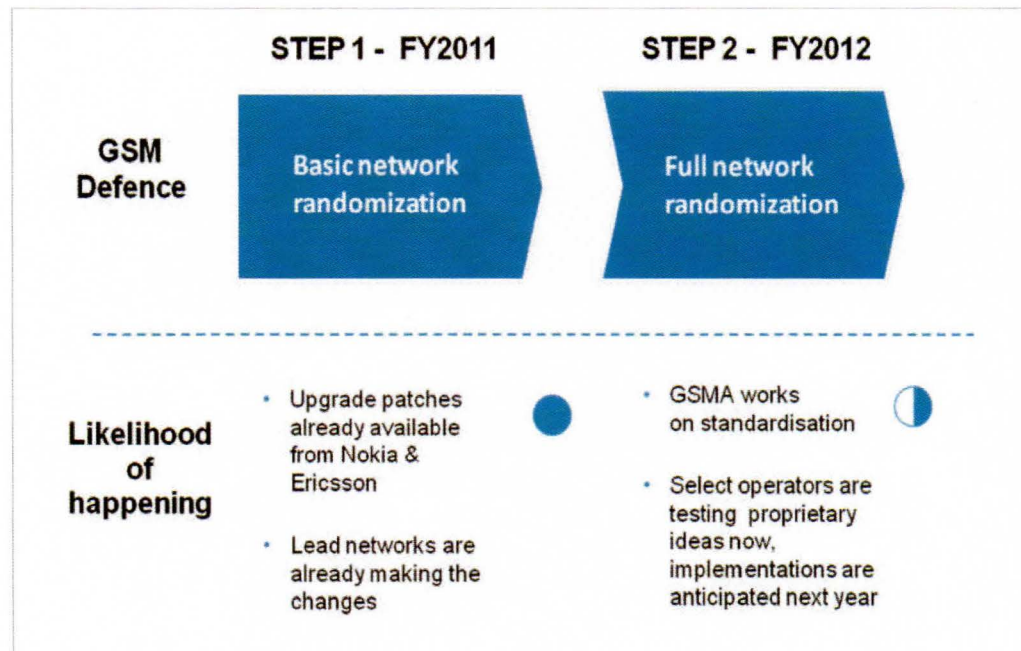 STEP 1 - FY2011
STEP 2 - FY2012
GSM
Defence
Basic network
randomization
Full network
randomization
Likelihood
of
happening
• Upgrade patches
already available
from Nokia &
Ericsson
• Lead networks are
already making the
changes
• GSMA works
on standardisation
• Select operators are
testing proprietary
ideas now,
implementations are
anticipated next year